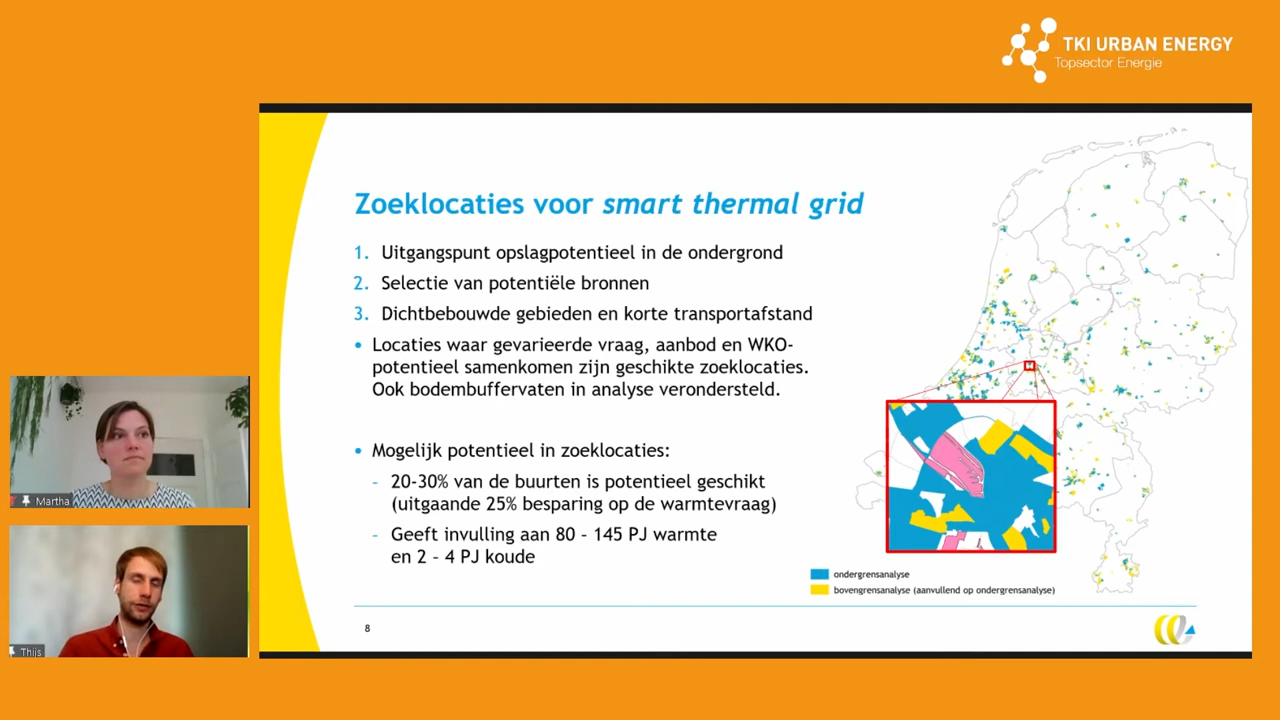 TKI URBAN ENERGY
Topsector Energie
Zoeklocaties voor smart thermal grid
1. Uitgangspunt opslagpotentieel in de ondergrond
2. Selectie van potentiële bronnen
3. Dichtbebouwde gebieden en korte transportafstand
• Locaties waar gevarieerde vraag, aanbod en WKO-
potentieel samenkomen zijn geschikte zoeklocaties.
Ook bodembuffervaten in analyse verondersteld.
• Mogelijk potentieel in zoeklocaties:
- 20-30% van de buurten is potentieel geschikt
(uitgaande 25% besparing op de warmtevraag)
- Geeft invulling aan 80 – 145 PJ warmte
en 2 – 4 PJ koude
ondergrensanalyse
bovengrensanalyse (aanvullend op ondergrensanalyse)
8
Martha
Thijs